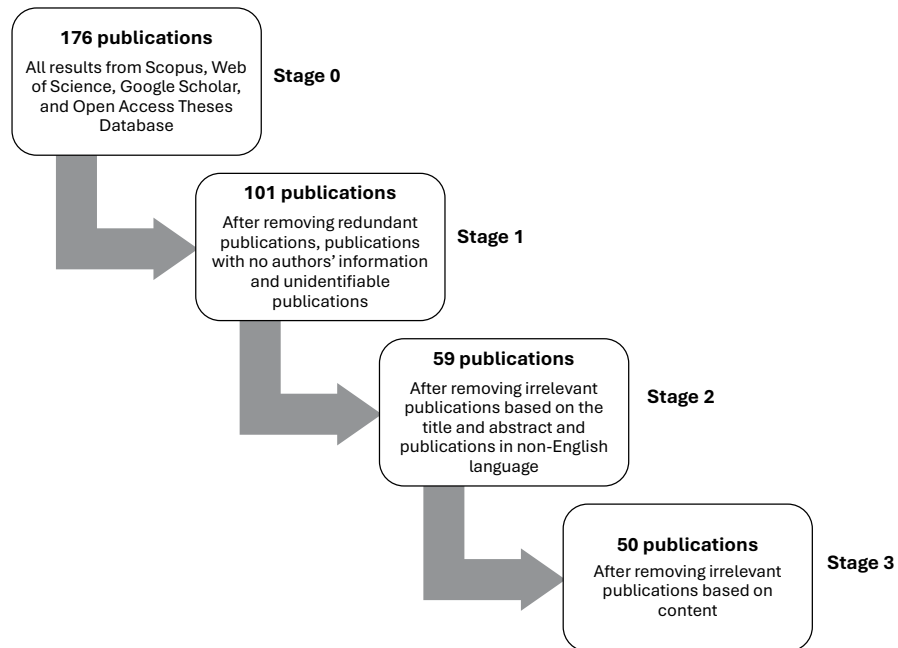 176 publications
All results from Scopus, Web
of Science, Google Scholar,
and Open Access Theses
Database
Stage 0
101 publications
After removing redundant
publications, publications
with no authors’ information
and unidentifiable
publications
Stage 1
59 publications
After removing irrelevant
publications based on the
title and abstract and
publications in non-English
language
Stage 2
50 publications
After removing irrelevant
publications based on
content
Stage 3